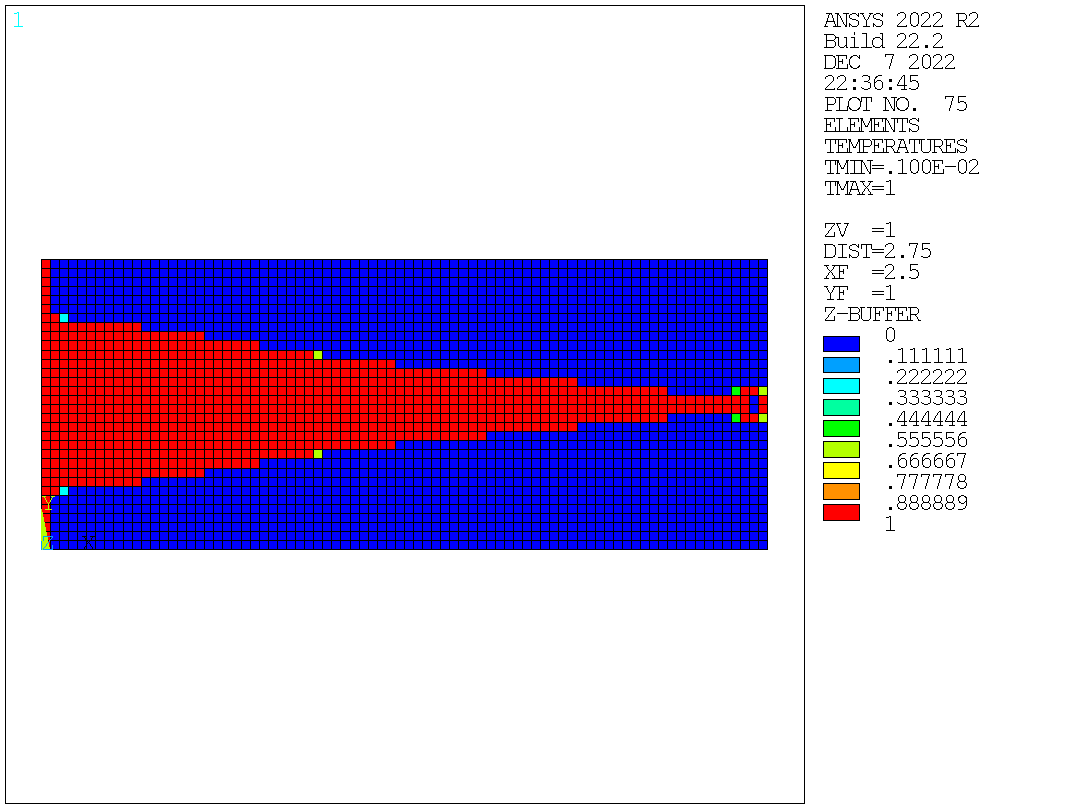 1
ANSYS 2022 R2
Build 22.2
DEC  7 2022
22:36:45
PLOT NO.  75
ELEMENTS
TEMPERATURES
TMIN=.100E-02
TMAX=1
ZV  =1
DIST=2.75
XF  =2.5
YF  =1
Z-BUFFER
0
.111111
.222222
.333333
.444444
.555556
.666667
.777778
.888889
1
Y
Z X